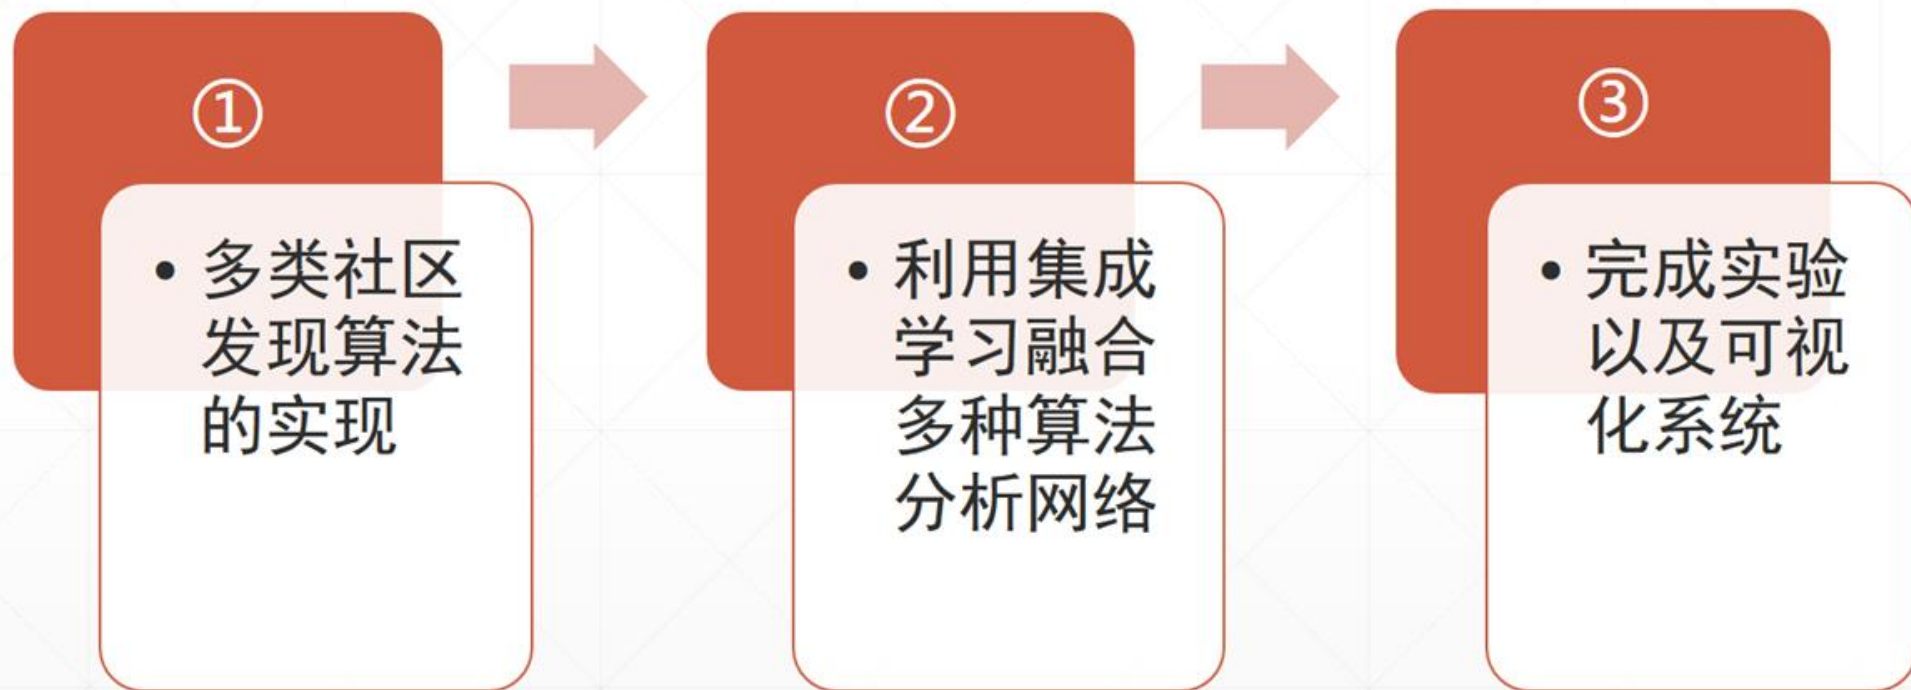 ①
• 多类社区
发现算法
的实现
②
• 利用集成
学习融合
多种算法
分析网络
③
• 完成实验
以及可视
化系统